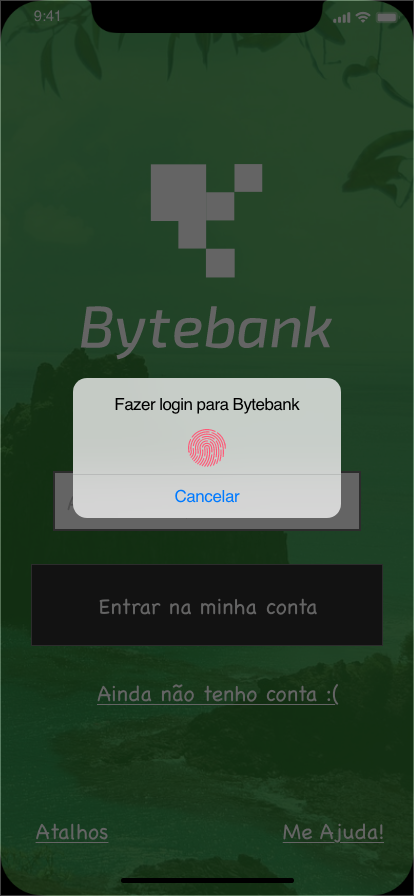 9:41
Bytebank
Fazer login para Bytebank
Cancelar
Entrar na minha conta
Ainda não tenho conta :(
Atalhos
Me Ajuda!